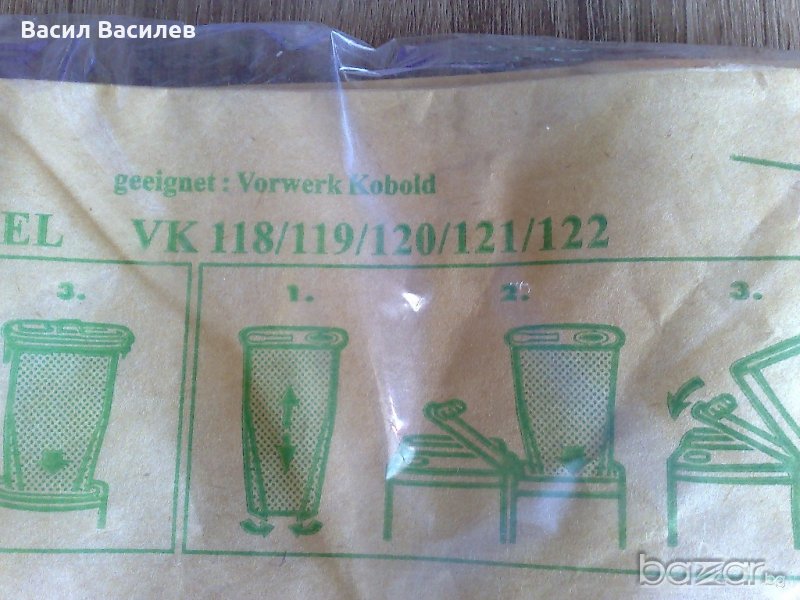 Васил Василев
geeignet : Vorwerk Kobold
EL VK 118/119/120/121/122
3. 1. 2. 3.
bazar.bg